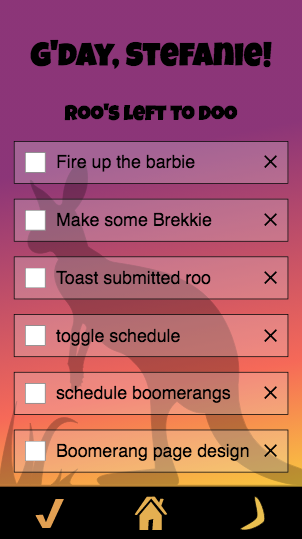 G'DAY, STEFANIE!
ROO'S LEFT TO DOO
Fire up the barbie
Make some Brekkie
Toast submitted roo
toggle schedule
schedule boomerangs
Boomerang page design